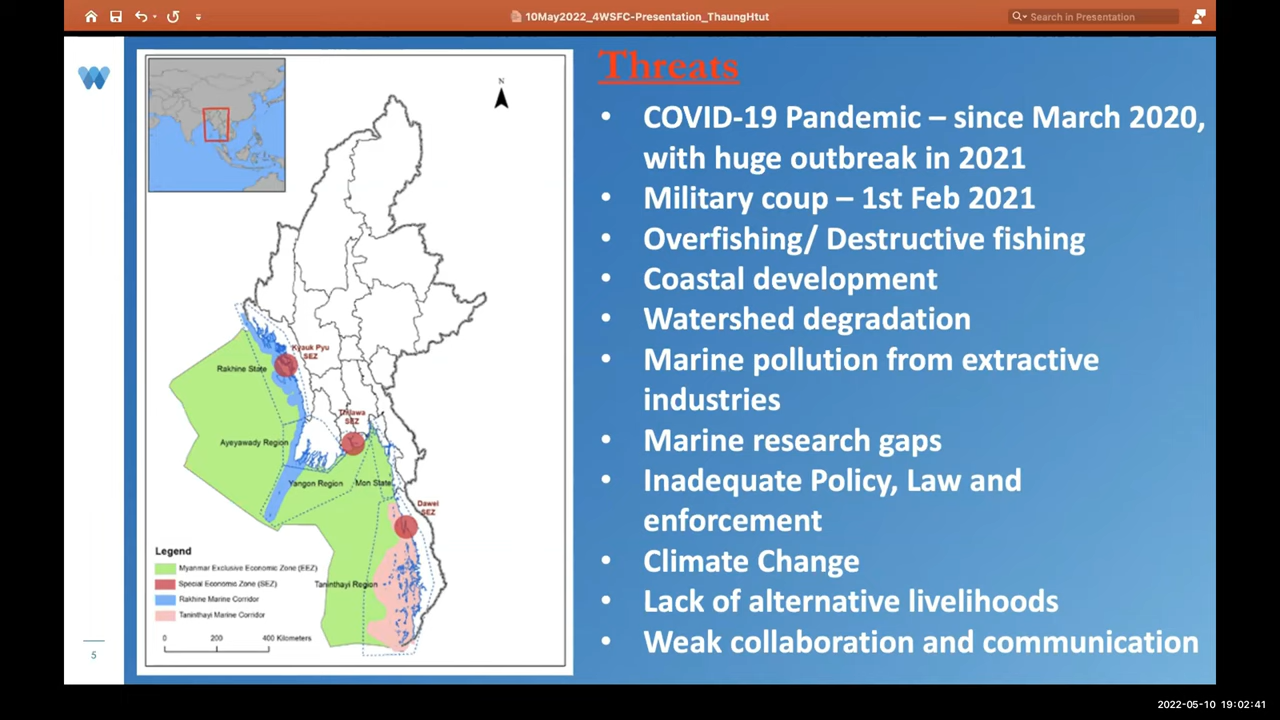 10May2022_4WSFC-Presentation_ThaungHtut
Search in Presentation
Threats
• COVID-19 Pandemic – since March 2020,
with huge outbreak in 2021
• Military coup – 1st Feb 2021
• Overfishing/ Destructive fishing
• Coastal development
• Watershed degradation
• Marine pollution from extractive
industries
• Marine research gaps
• Inadequate Policy, Law and
enforcement
• Climate Change
• Lack of alternative livelihoods
• Weak collaboration and communication
N
Kyauk Pyu
SEZ
Rakhine State
Thilawa
SEZ
Ayeyawady Region
Yangon Region
Mon State
Dawei
SEZ
Taninthayi Region
Legend
Myanmar Exclusive Economic Zone (EEZ)
Special Economic Zone (SEZ)
Rakhine Marine Corridor
Taninthayi Marine Corridor
0 200 400 Kilometers
5
2022-05-10 19:02:41